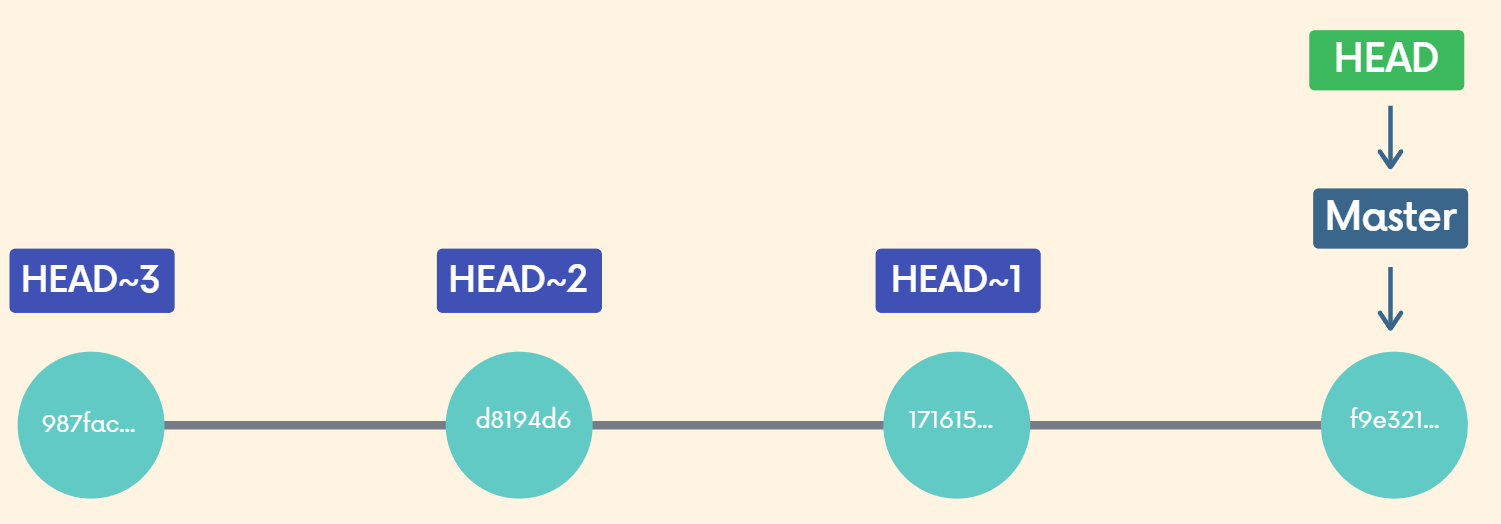 HEAD
Master
HEAD~3
HEAD~2
HEAD~1
987fac...
d8194d6
171615...
f9e321...